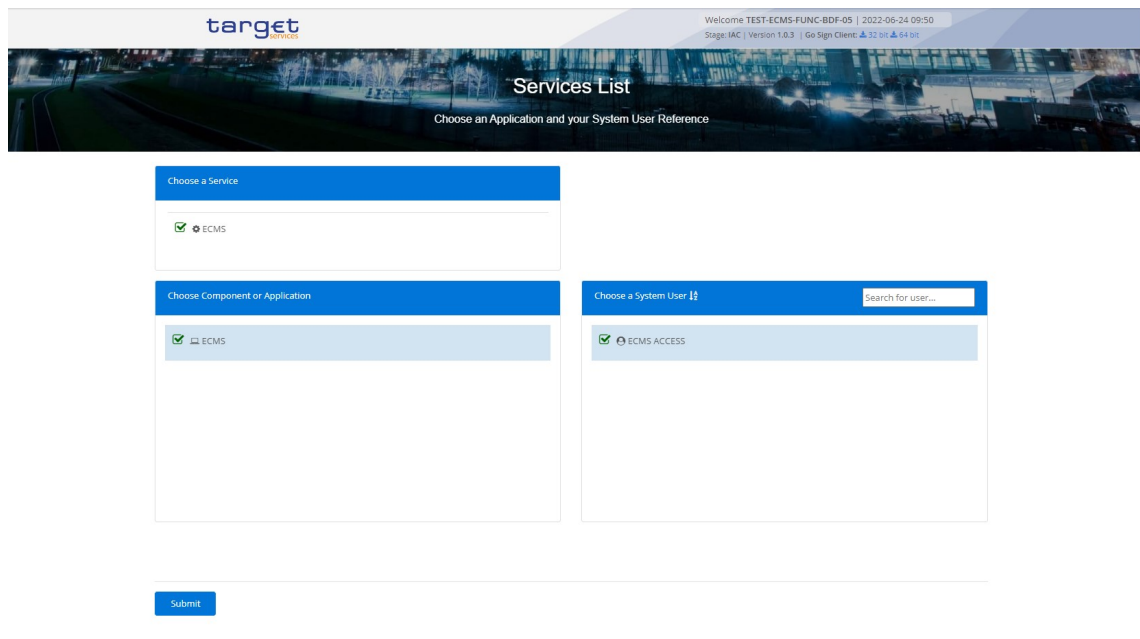 target
services
Welcome TEST-ECMS-FUNC-BDF-05 | 2022-06-24 09:50
Stage: IAC | Version 1.0.3 | Go Sign Client: 32 bit 64 bit
Services List
Choose an Application and your System User Reference
Choose a Service
ECMS
Choose Component or Application
ECMS
Choose a System User
Search for user...
ECMS ACCESS
Submit